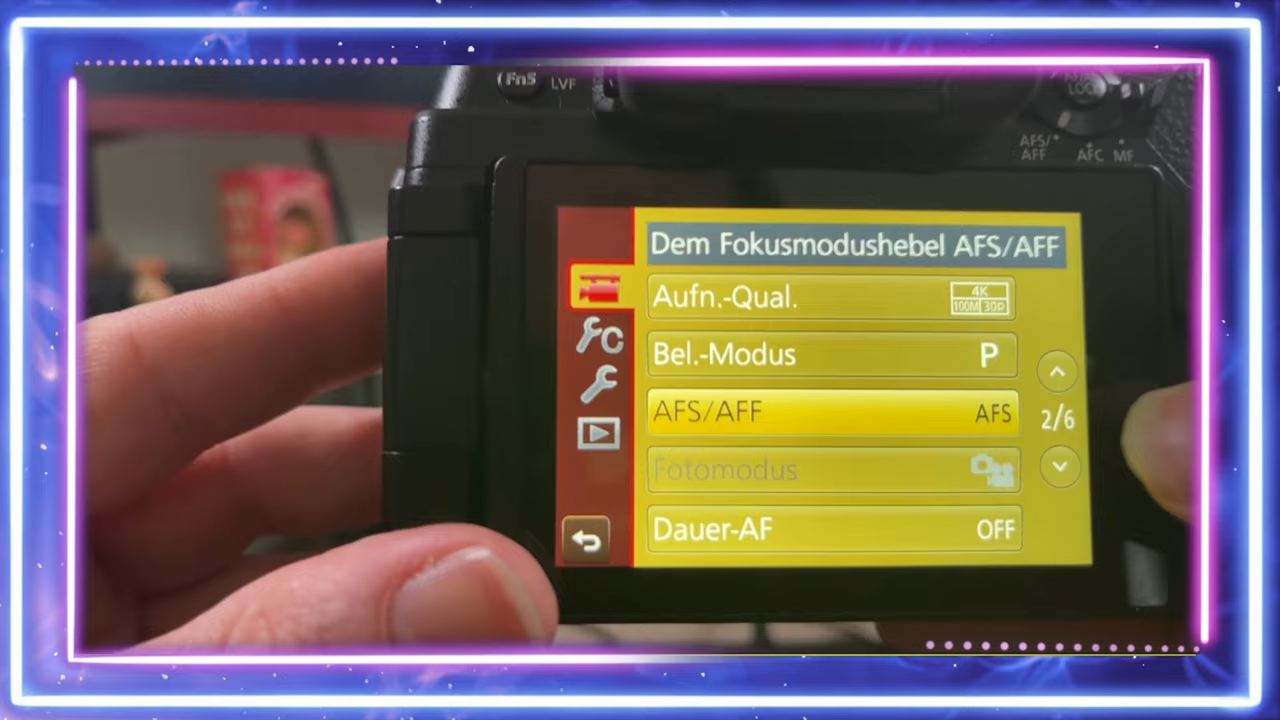 Fn5 LVF
LOCK
AFS/
AFF AFC MF
Dem Fokusmodushebel AFS/AFF
Aufn.-Qual. 4K
100M 30p
Bel.-Modus P
AFS/AFF AFS
2/6
Fotomodus
Dauer-AF OFF